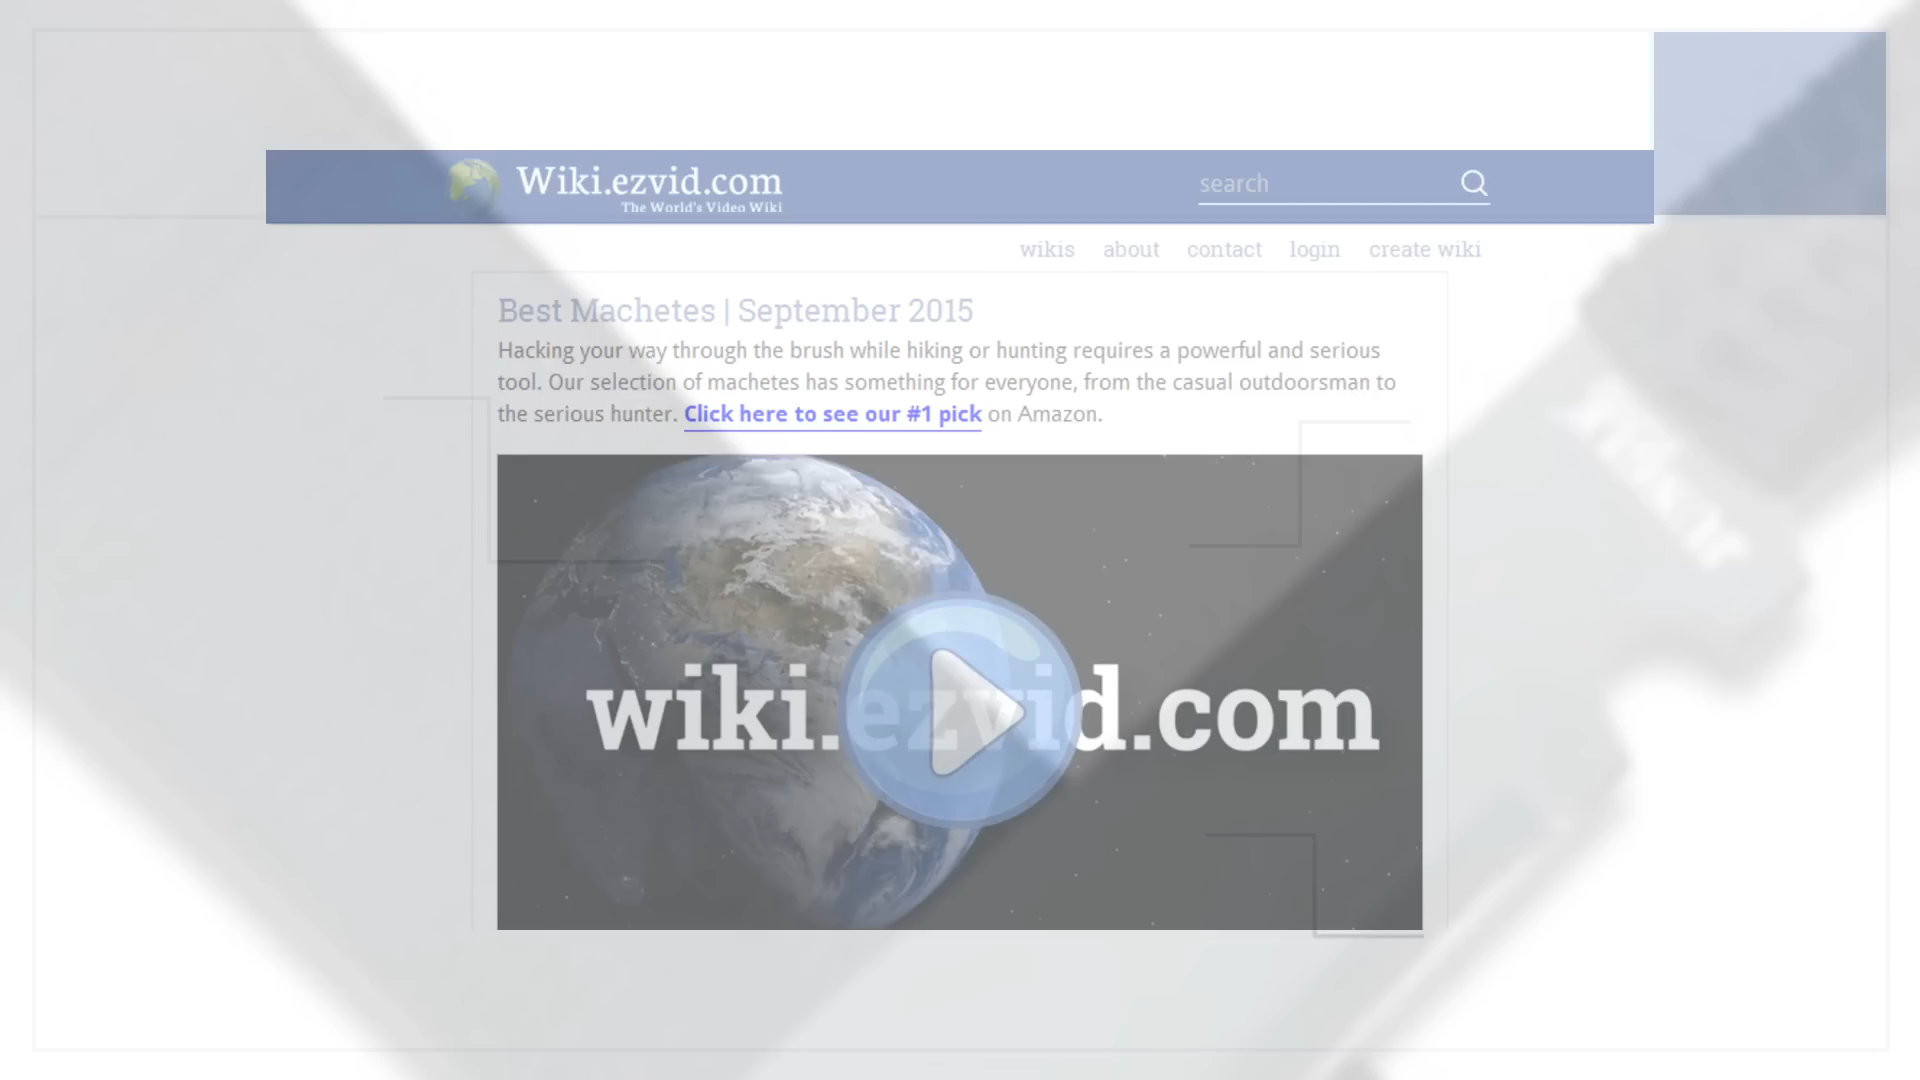 Wiki.ezvid.com
The World's Video Wiki
search
wikis about contact login create wiki
Best Machetes | September 2015
Hacking your way through the brush while hiking or hunting requires a powerful and serious
tool. Our selection of machetes has something for everyone, from the casual outdoorsman to
the serious hunter. Click here to see our #1 pick on Amazon.
wiki.ezvid.com